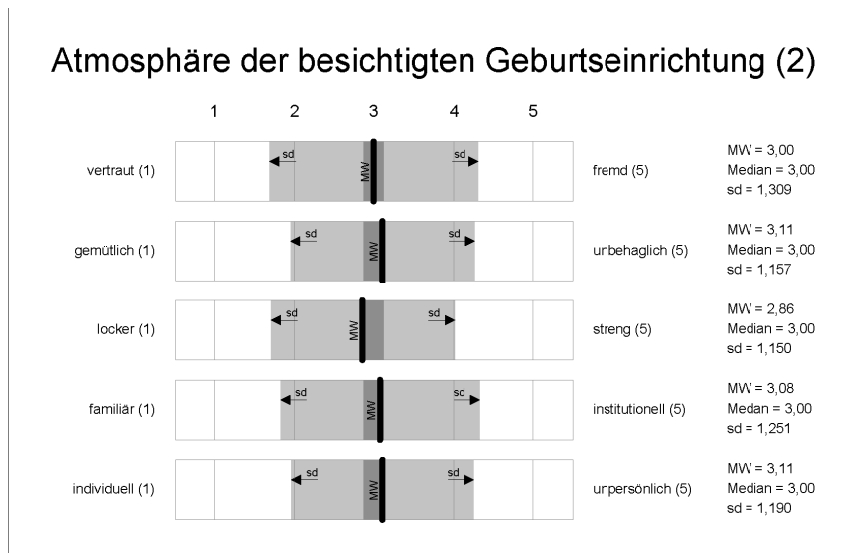 Atmosphäre der besichtigten Geburtseinrichtung (2)
1 2 3 4 5
vertraut (1) sd MW sd fremd (5)
MW = 3,00
Median = 3,00
sd = 1,309
gemütlich (1) sd MW sd urbehaglich (5)
MW = 3,11
Median = 3,00
sd = 1,157
locker (1) sd MW sd streng (5)
MW = 2,86
Median = 3,00
sd = 1,150
familiär (1) sd MW sc institutionell (5)
MW = 3,08
Medan = 3,00
sd = 1,251
individuell (1) sd MW sd urpersönlich (5)
MW = 3,11
Median = 3,00
sd = 1,190